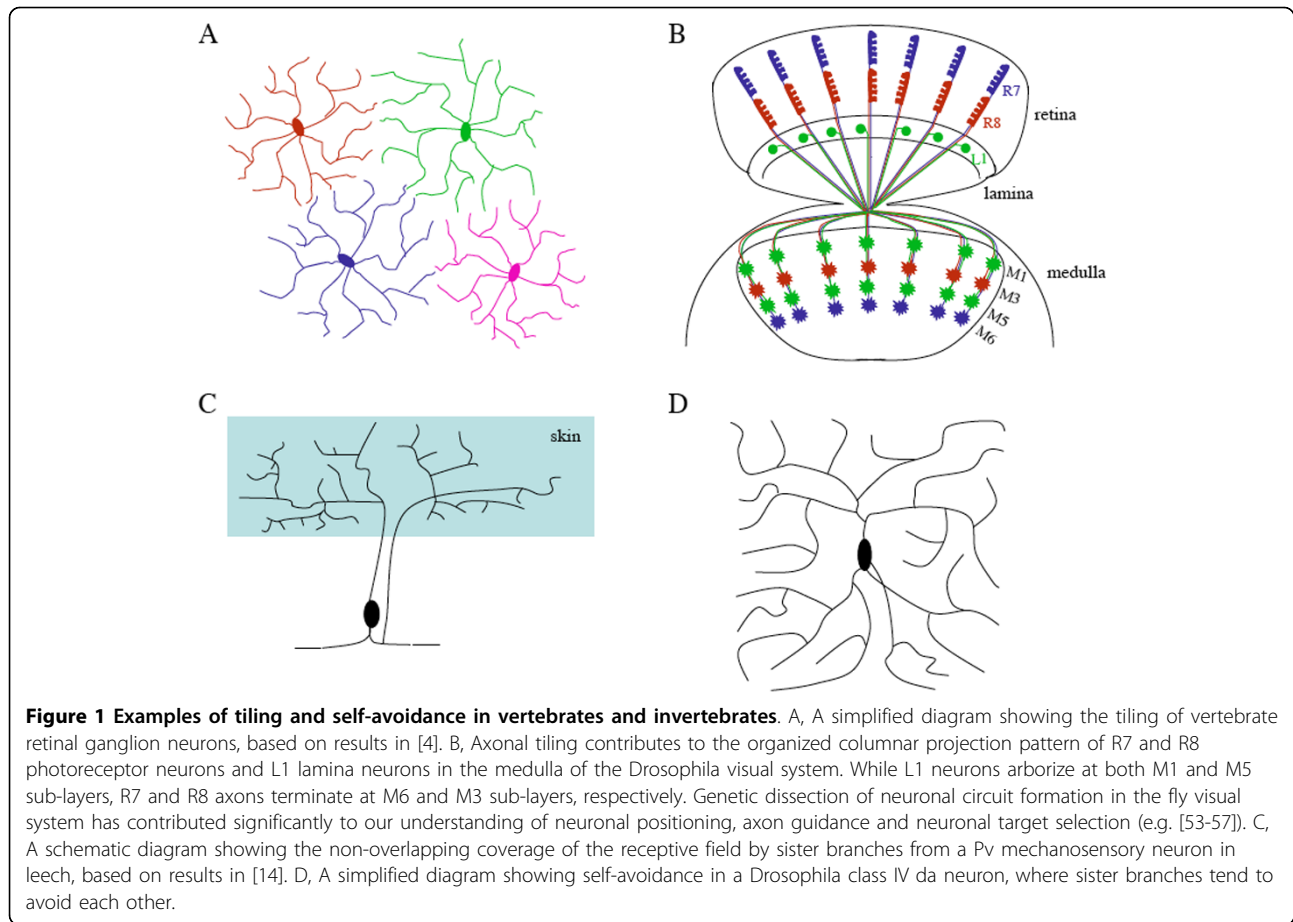 A
B
R7
R8
retina
L1
lamina
medulla
M1
M3
M5
M6
C
skin
D
Figure 1 Examples of tiling and self-avoidance in vertebrates and invertebrates. A, A simplified diagram showing the tiling of vertebrate
retinal ganglion neurons, based on results in [4]. B, Axonal tiling contributes to the organized columnar projection pattern of R7 and R8
photoreceptor neurons and L1 lamina neurons in the medulla of the Drosophila visual system. While L1 neurons arborize at both M1 and M5
sub-layers, R7 and R8 axons terminate at M6 and M3 sub-layers, respectively. Genetic dissection of neuronal circuit formation in the fly visual
system has contributed significantly to our understanding of neuronal positioning, axon guidance and neuronal target selection (e.g. [53-57]). C,
A schematic diagram showing the non-overlapping coverage of the receptive field by sister branches from a Pv mechanosensory neuron in
leech, based on results in [14]. D, A simplified diagram showing self-avoidance in a Drosophila class IV da neuron, where sister branches tend to
avoid each other.